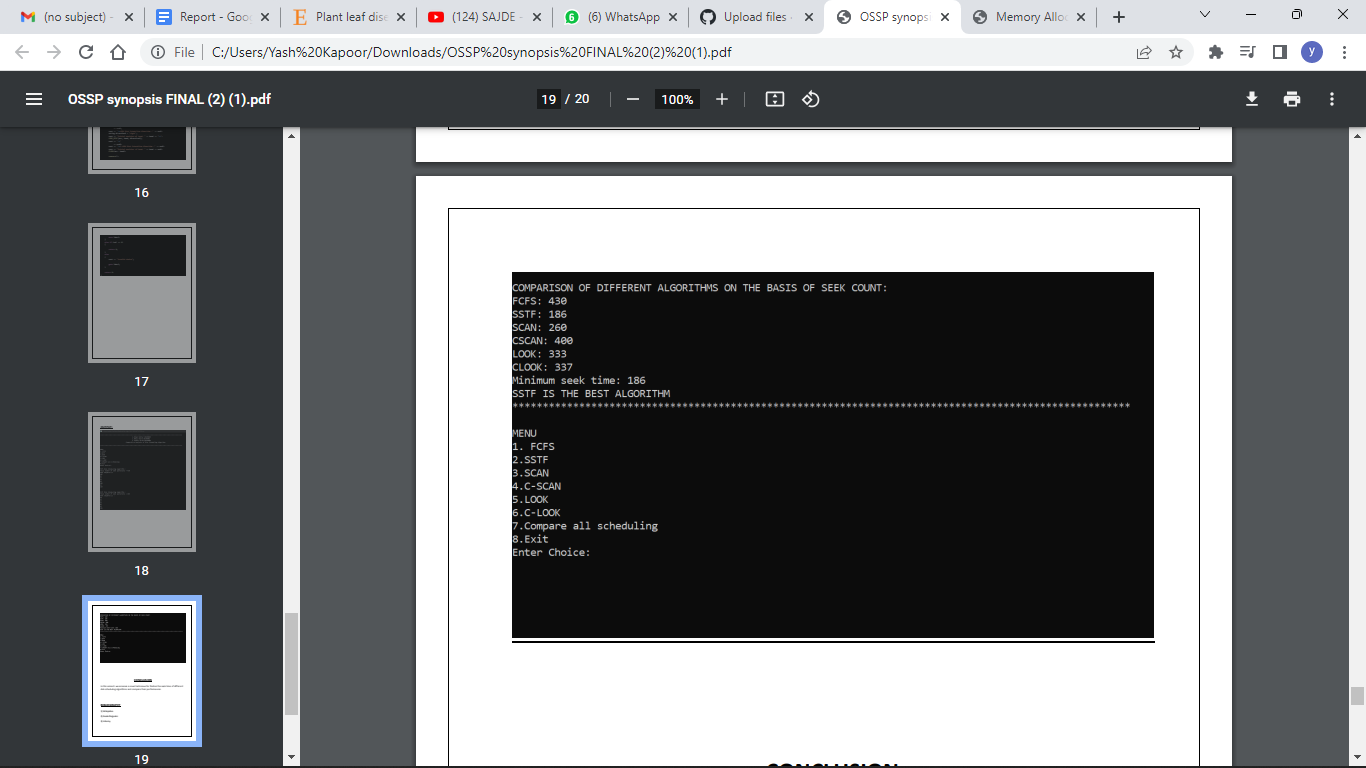 (no subject) -
Report - Goo
Plant leaf dise
(124) SAJDE -
6
(6) WhatsApp
Upload files
OSSP synops
Memory Alloc
File
C:/Users/Yash%20Kapoor/Downloads/OSSP%20synopsis%20FINAL%20(2)%20(1).pdf
y
OSSP synopsis FINAL (2) (1).pdf
19 / 20
100%
16
17
18
19
COMPARISON OF DIFFERENT ALGORITHMS ON THE BASIS OF SEEK COUNT:
FCFS: 430
SSTF: 186
SCAN: 260
CSCAN: 400
LOOK: 333
CLOOK: 337
Minimum seek time: 186
SSTF IS THE BEST ALGORITHM
MENU
1. FCFS
2.SSTF
3.SCAN
4.C-SCAN
5.LOOK
6.C-LOOK
7.Compare all scheduling
8.Exit
Enter Choice:
CONCLUSION